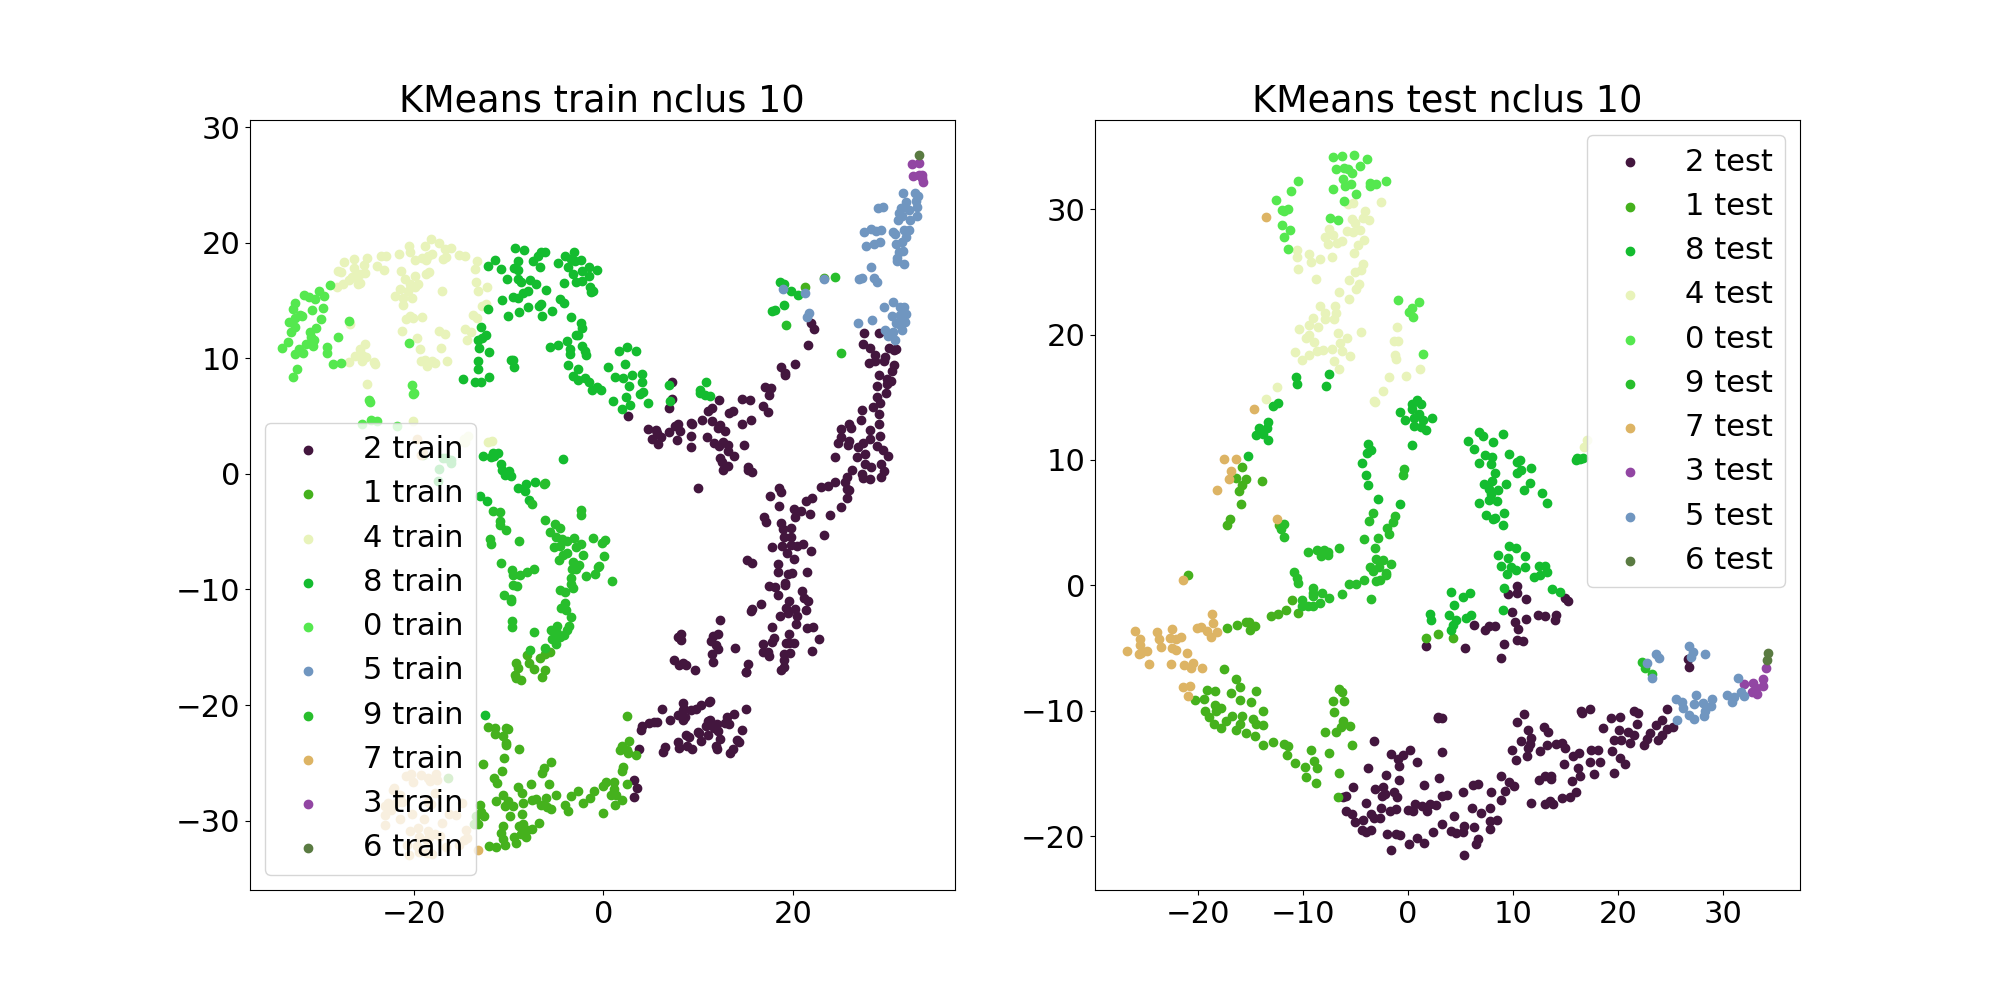 KMeans train nclus 10
30
20
10
0
−10
−20
−30
−20
0
20
2 train
1 train
4 train
8 train
0 train
5 train
9 train
7 train
3 train
6 train
KMeans test nclus 10
30
20
10
0
−10
−20
−20
−10
0
10
20
30
2 test
1 test
8 test
4 test
0 test
9 test
7 test
3 test
5 test
6 test